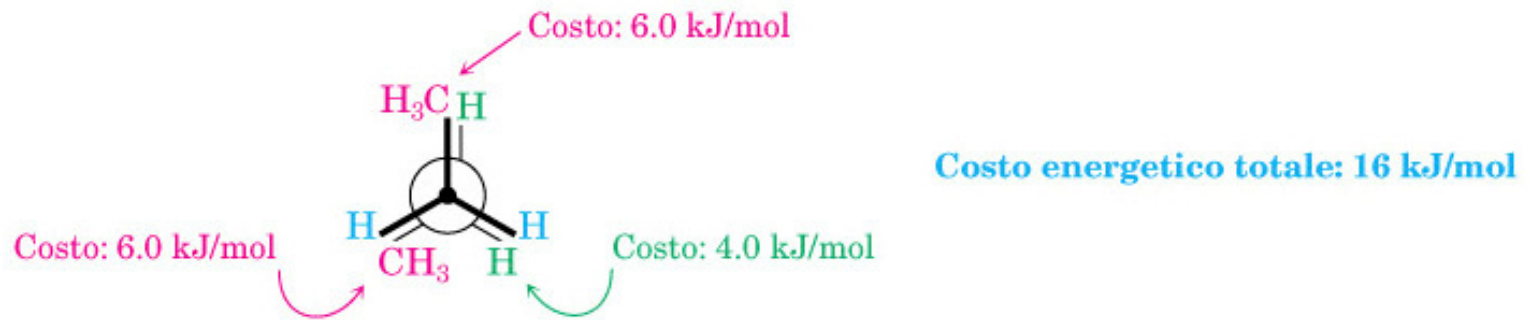 Costo: 6.0 kJ/mol
H₃C H
Costo energetico totale: 16 kJ/mol
H H
Costo: 6.0 kJ/mol CH₃ H Costo: 4.0 kJ/mol